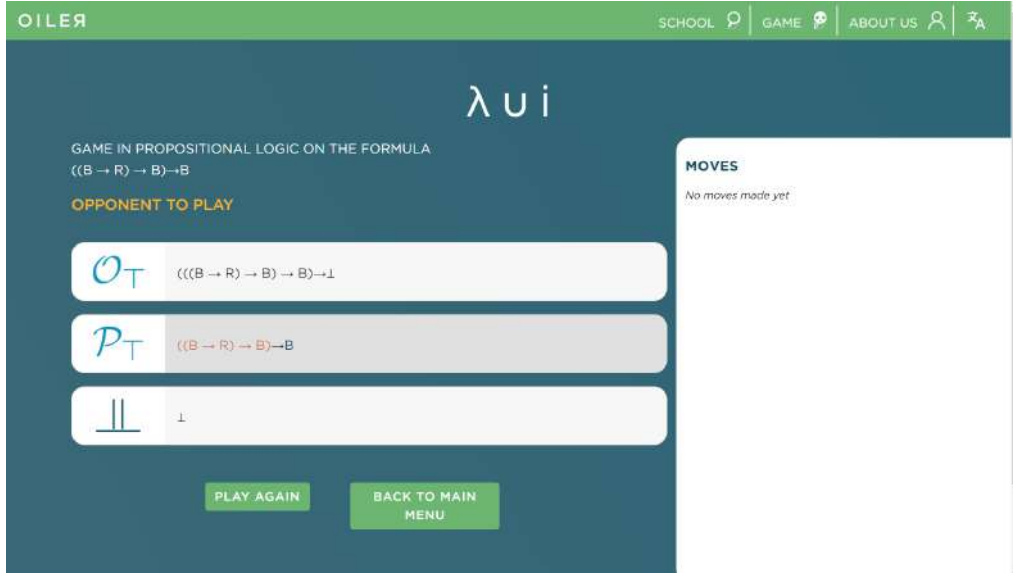 OILEЯ
SCHOOL
GAME
ABOUT US
λ u i
GAME IN PROPOSITIONAL LOGIC ON THE FORMULA
((B → R) → B)→B
OPPONENT TO PLAY
MOVES
No moves made yet
𝒪⊤
(((B → R) → B) → B)→⊥
𝒫⊤
((B → R) → B)→B
⫫
⊥
PLAY AGAIN
BACK TO MAIN
MENU